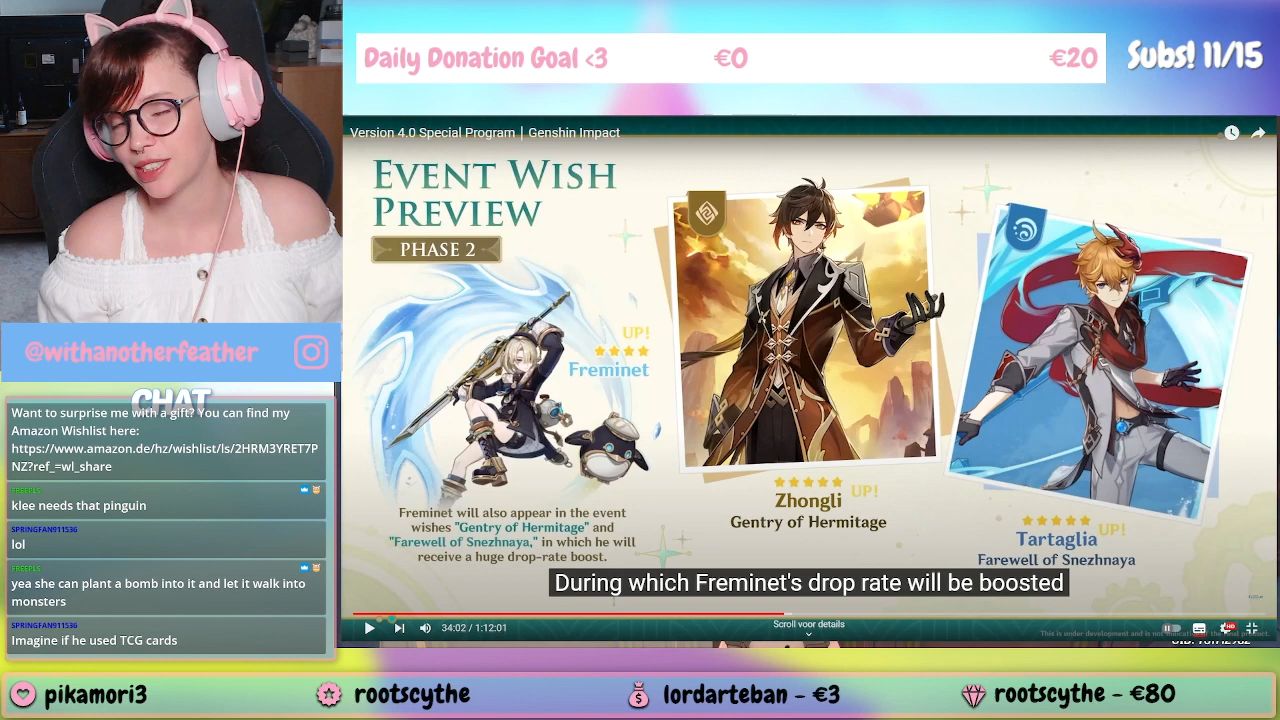 Daily Donation Goal <3 €0 €20
Subs! 11/15
Version 4.0 Special Program | Genshin Impact
EVENT WISH
PREVIEW
PHASE 2
UP!
Freminet
Freminet will also appear in the event
wishes "Gentry of Hermitage" and
"Farewell of Snezhnaya," in which he will
receive a huge drop-rate boost.
Zhongli UP!
Gentry of Hermitage
Tartaglia UP!
Farewell of Snezhnaya
During which Freminet's drop rate will be boosted
34:02 / 1:12:01
Scroll voor details
HD
@withanotherfeather
CHAT
Want to surprise me with a gift? You can find my
Amazon Wishlist here:
https://www.amazon.de/hz/wishlist/ls/2HRM3YRET7P
NZ?ref_=wl_share
FREEPLS
klee needs that pinguin
SPRINGFAN911536
lol
FREEPLS
yea she can plant a bomb into it and let it walk into
monsters
SPRINGFAN911536
Imagine if he used TCG cards
pikamori3
rootscythe
lordarteban - €3
rootscythe - €80